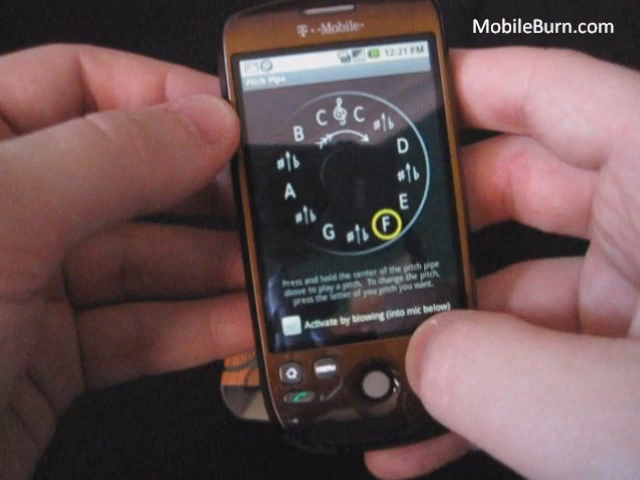 MobileBurn.com
T··Mobile·
12:21 PM
Pitch Pipe
C C
B #↑b
#↑b D
A #↑b
#↑b E
G #↑b F
Press and hold the center of the pitch pipe
above to play a pitch. To change the pitch,
press the letter of you pitch you want.
Activate by blowing (into mic below)
MENU